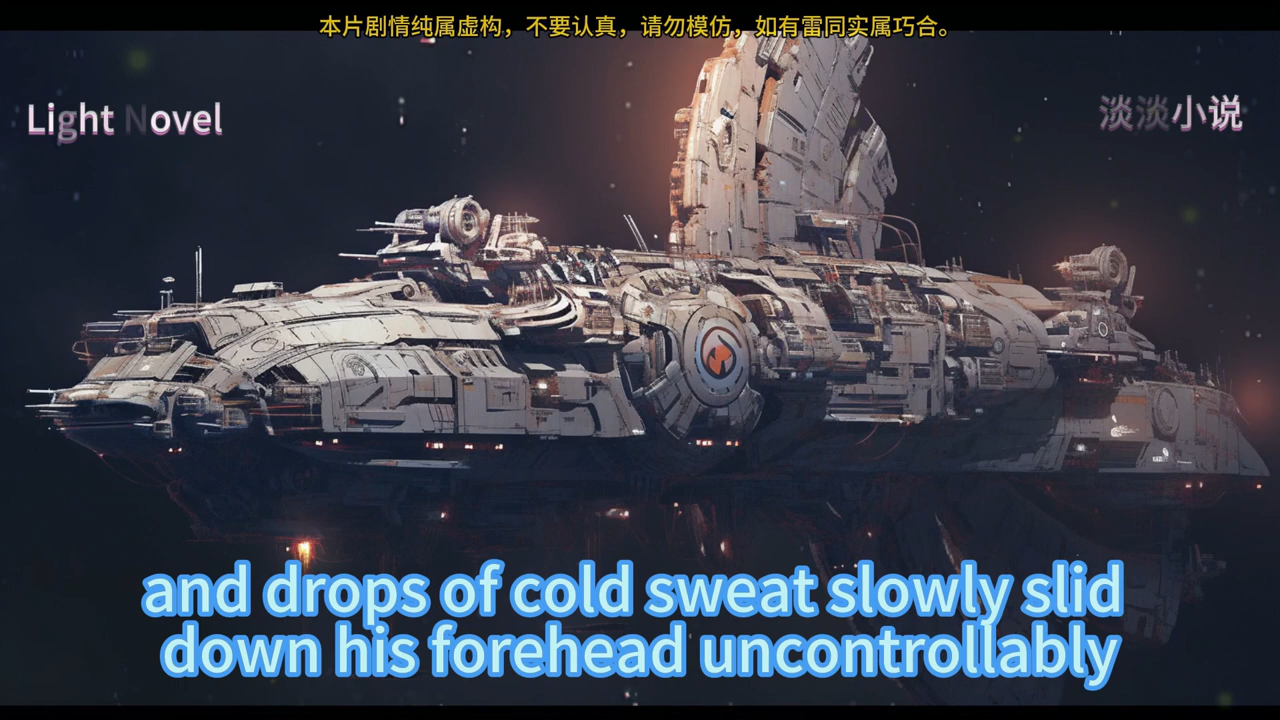 本片剧情纯属虚构，不要认真，请勿模仿，如有雷同实属巧合。
Light Novel
淡淡小说
and drops of cold sweat slowly slid
down his forehead uncontrollably